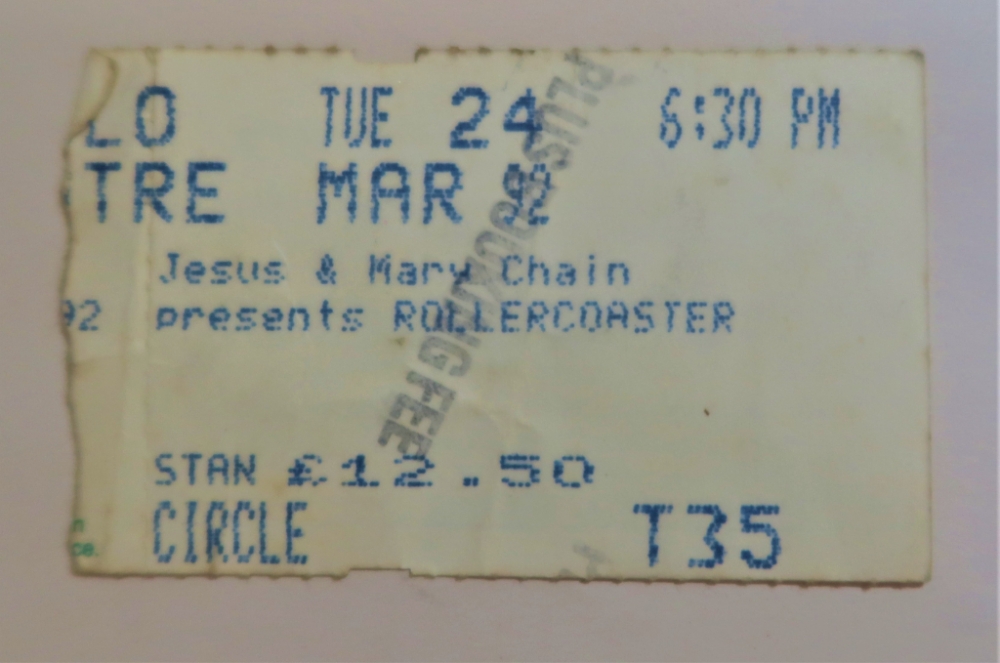 LO TUE 24 6:30 PM
TRE MAR 92
Jesus & Mary Chain
92 presents ROLLERCOASTER
PLUS BOOKING FEE
STAN £12.50
CIRCLE T35